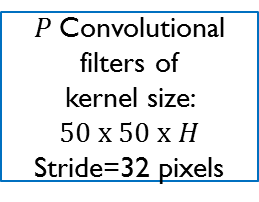 P Convolutional
filters of
kernel size:
50 x 50 x H
Stride=32 pixels